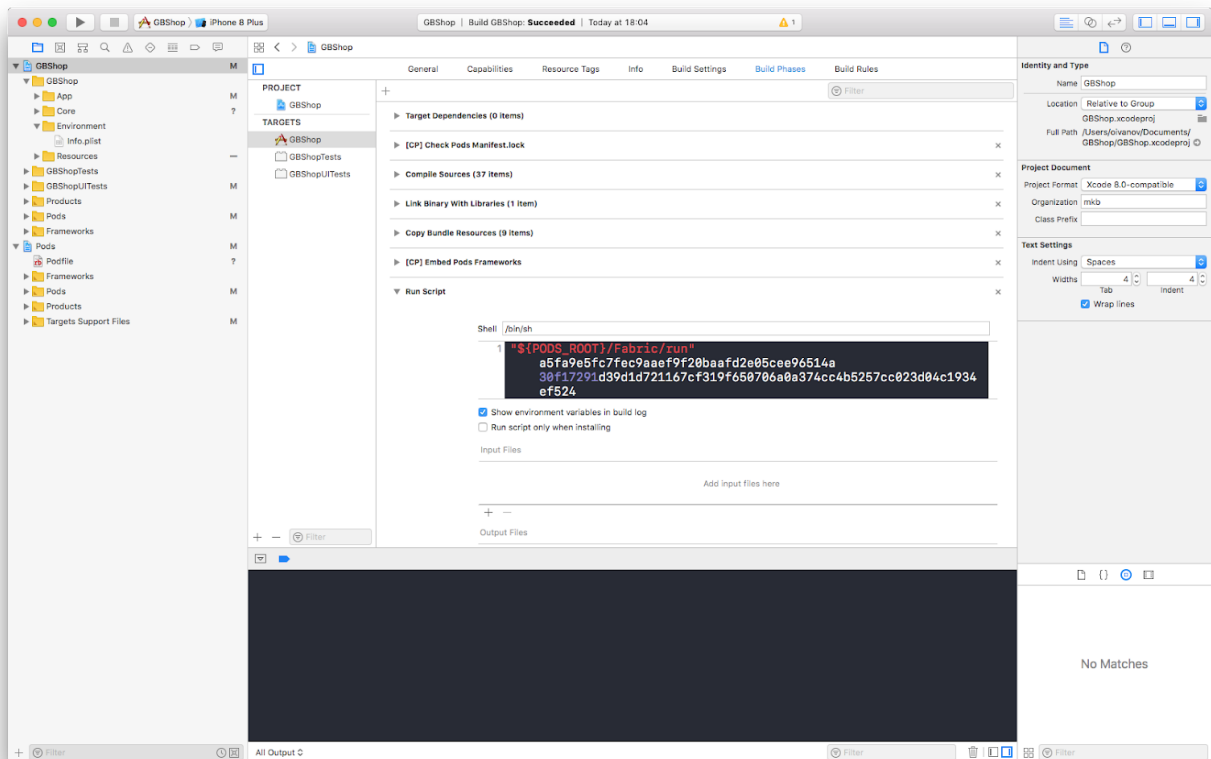 GBShop
iPhone 8 Plus
GBShop | Build GBShop: Succeeded | Today at 18:04
1
GBShop
M
GBShop
App
M
Core
?
Environment
Info.plist
Resources
GBShopTests
GBShopUITests
M
Products
Pods
M
Frameworks
Pods
M
Podfile
?
Frameworks
Pods
M
Products
Targets Support Files
M
Filter
GBShop
General
Capabilities
Resource Tags
Info
Build Settings
Build Phases
Build Rules
PROJECT
GBShop
TARGETS
GBShop
GBShopTests
GBShopUITests
Filter
Filter
Target Dependencies (0 items)
[CP] Check Pods Manifest.lock
Compile Sources (37 items)
Link Binary With Libraries (1 item)
Copy Bundle Resources (9 items)
[CP] Embed Pods Frameworks
Run Script
Shell /bin/sh
1 "${PODS_ROOT}/Fabric/run"
a5fa9e5fc7fec9aaef9f20baafd2e05cee96514a
30f17291d39d1d721167cf319f650706a0a374cc4b5257cc023d04c1934
ef524
Show environment variables in build log
Run script only when installing
Input Files
Add input files here
Output Files
All Output
Filter
Identity and Type
Name GBShop
Location Relative to Group
GBShop.xcodeproj
Full Path /Users/oivanov/Documents/
GBShop/GBShop.xcodeproj
Project Document
Project Format Xcode 8.0-compatible
Organization mkb
Class Prefix
Text Settings
Indent Using Spaces
Widths 4 4
Tab Indent
Wrap lines
No Matches
Filter